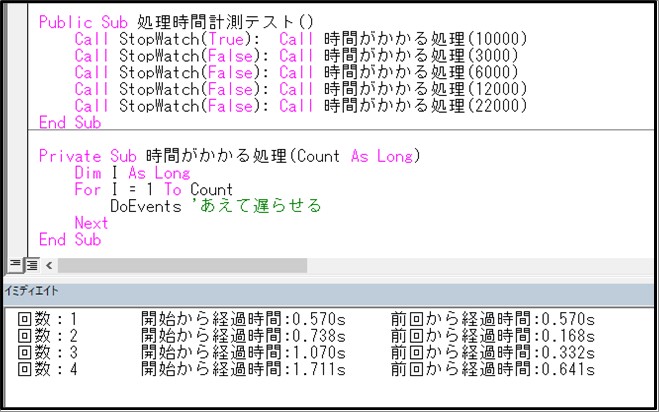 Public Sub 処理時間計測テスト()
    Call StopWatch(True):  Call 時間がかかる処理(10000)
    Call StopWatch(False): Call 時間がかかる処理(3000)
    Call StopWatch(False): Call 時間がかかる処理(6000)
    Call StopWatch(False): Call 時間がかかる処理(12000)
    Call StopWatch(False): Call 時間がかかる処理(22000)
End Sub
Private Sub 時間がかかる処理(Count As Long)
    Dim I As Long
    For I = 1 To Count
        DoEvents 'あえて遅らせる
    Next
End Sub
イミディエイト
回数：1 開始から経過時間:0.570s 前回から経過時間:0.570s
回数：2 開始から経過時間:0.738s 前回から経過時間:0.168s
回数：3 開始から経過時間:1.070s 前回から経過時間:0.332s
回数：4 開始から経過時間:1.711s 前回から経過時間:0.641s